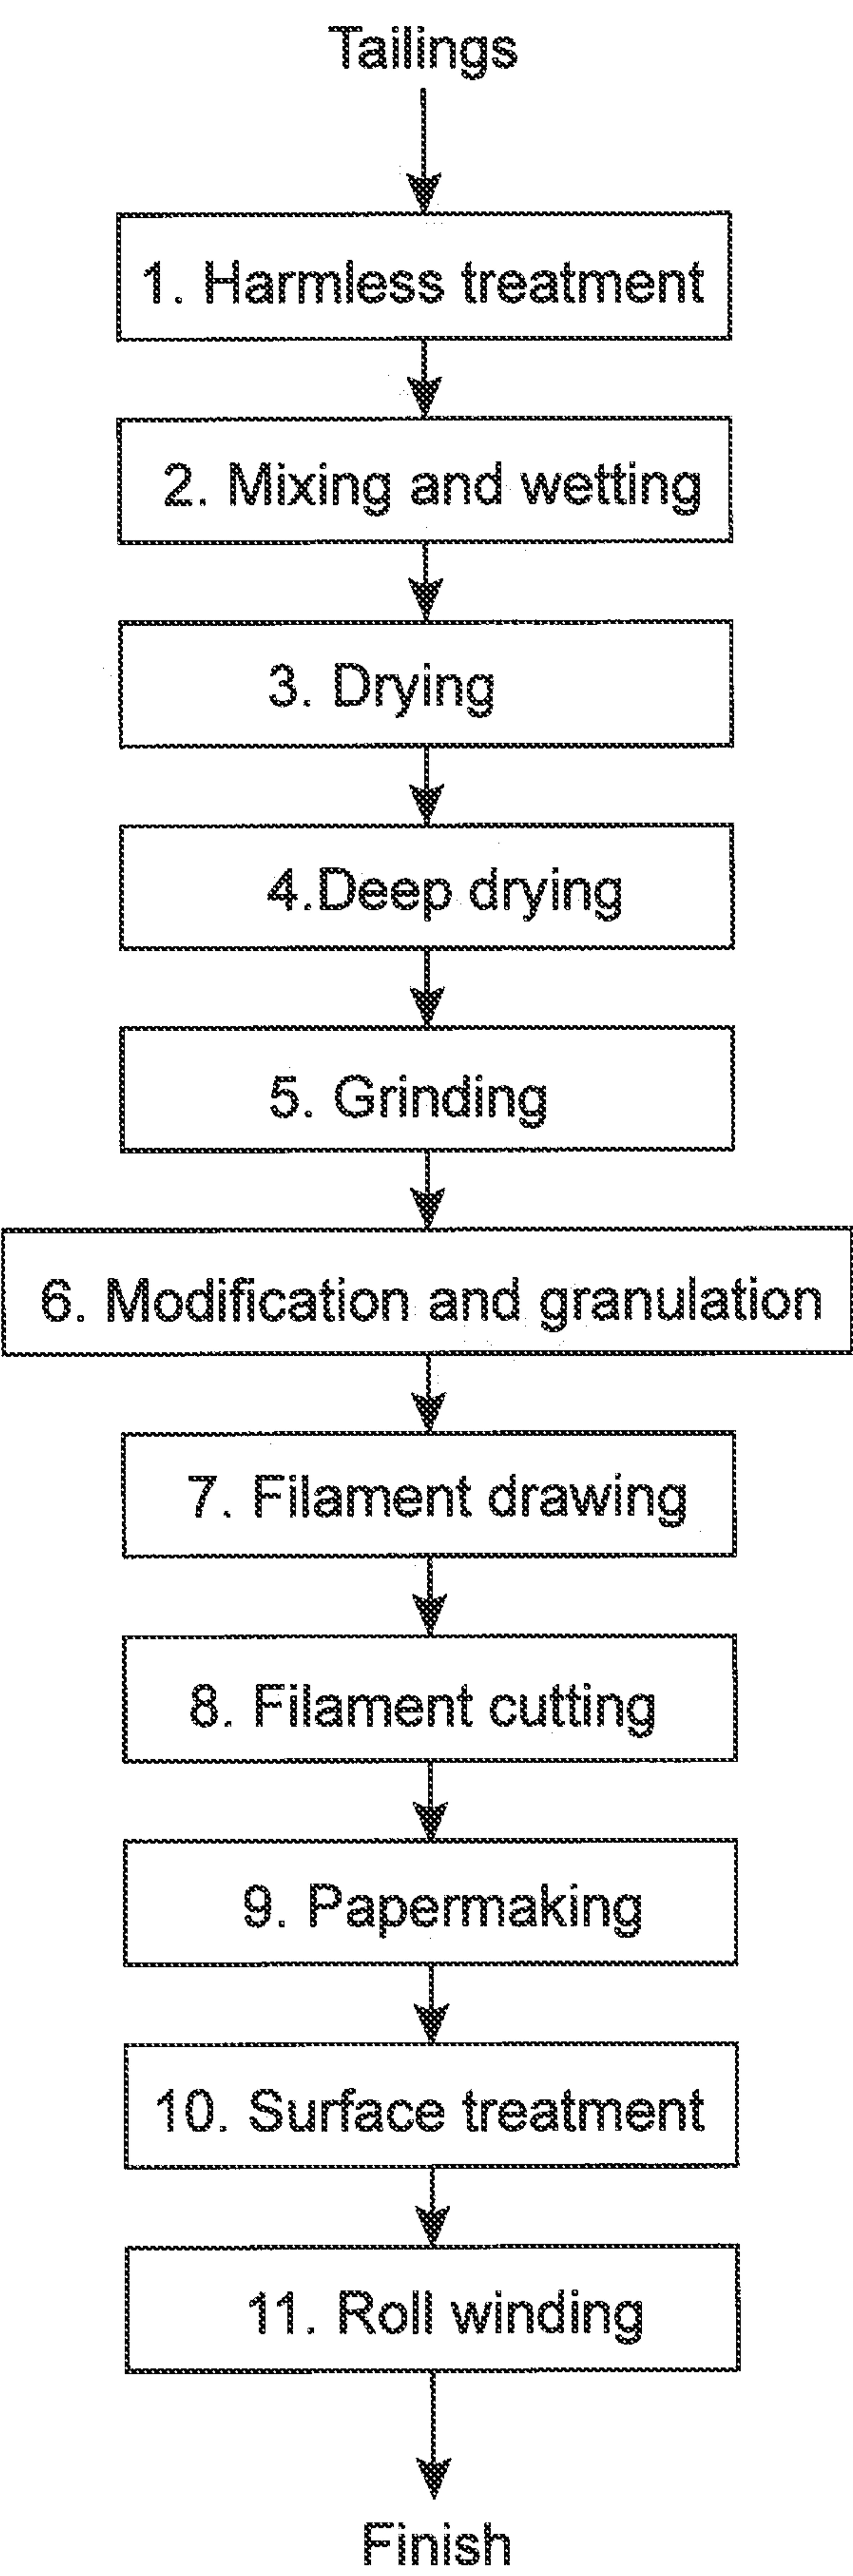 Tailings
1. Harmless treatment
2. Mixing and wetting
3. Drying
4.Deep drying
5. Grinding
6. Modification and granulation
7. Filament drawing
8. Filament cutting
9. Papermaking
10. Surface treatment
11. Roll winding
Finish